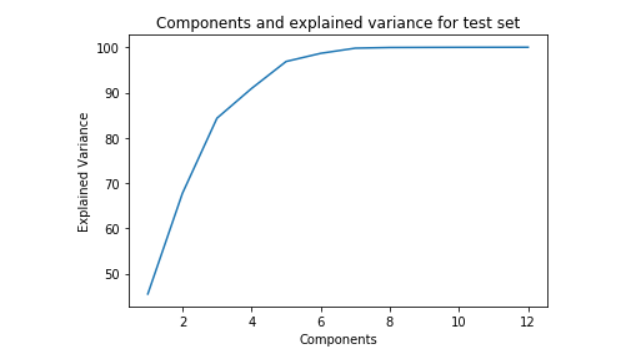 Components and explained variance for test set
100
90
80
70
60
50
Explained Variance
2 4 6 8 10 12
Components